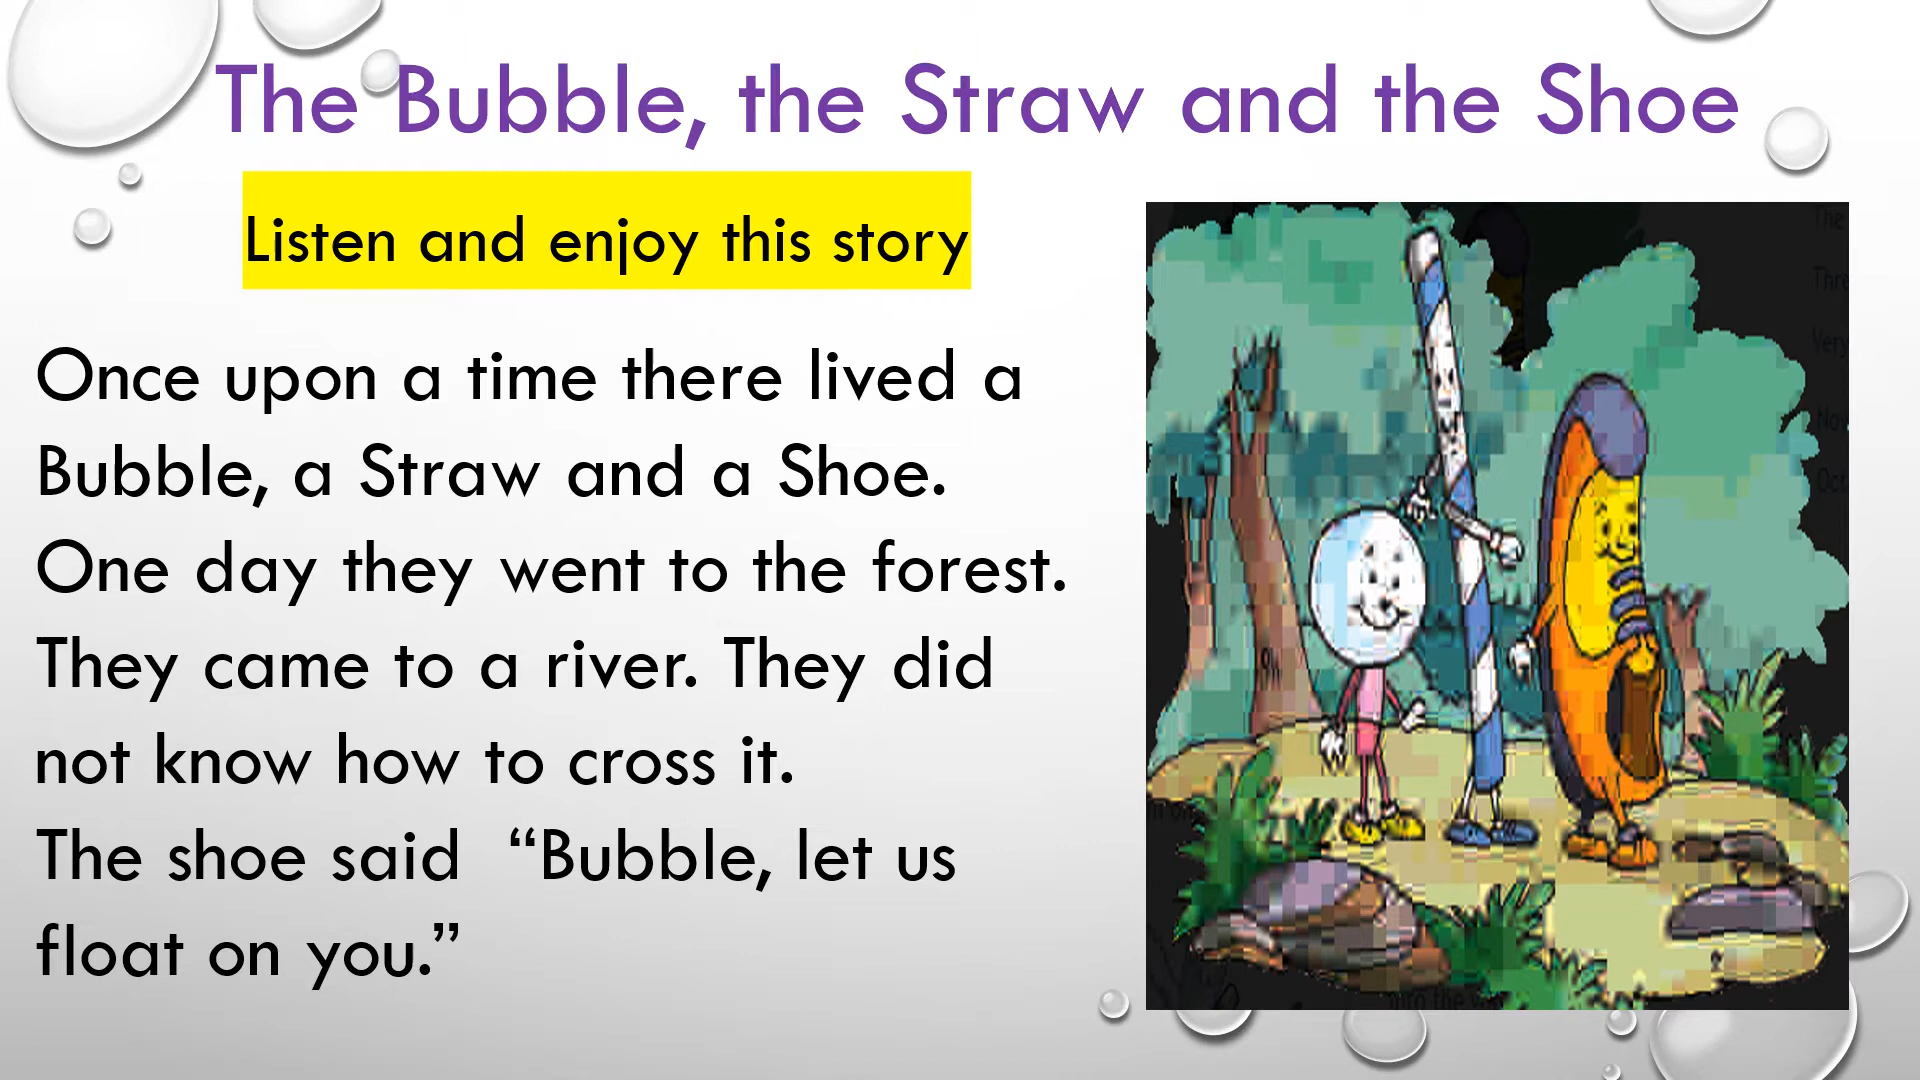 The Bubble, the Straw and the Shoe
Listen and enjoy this story
Once upon a time there lived a
Bubble, a Straw and a Shoe.
One day they went to the forest.
They came to a river. They did
not know how to cross it.
The shoe said “Bubble, let us
float on you.”